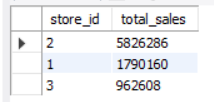 store_id total_sales
2 5826286
1 1790160
3 962608